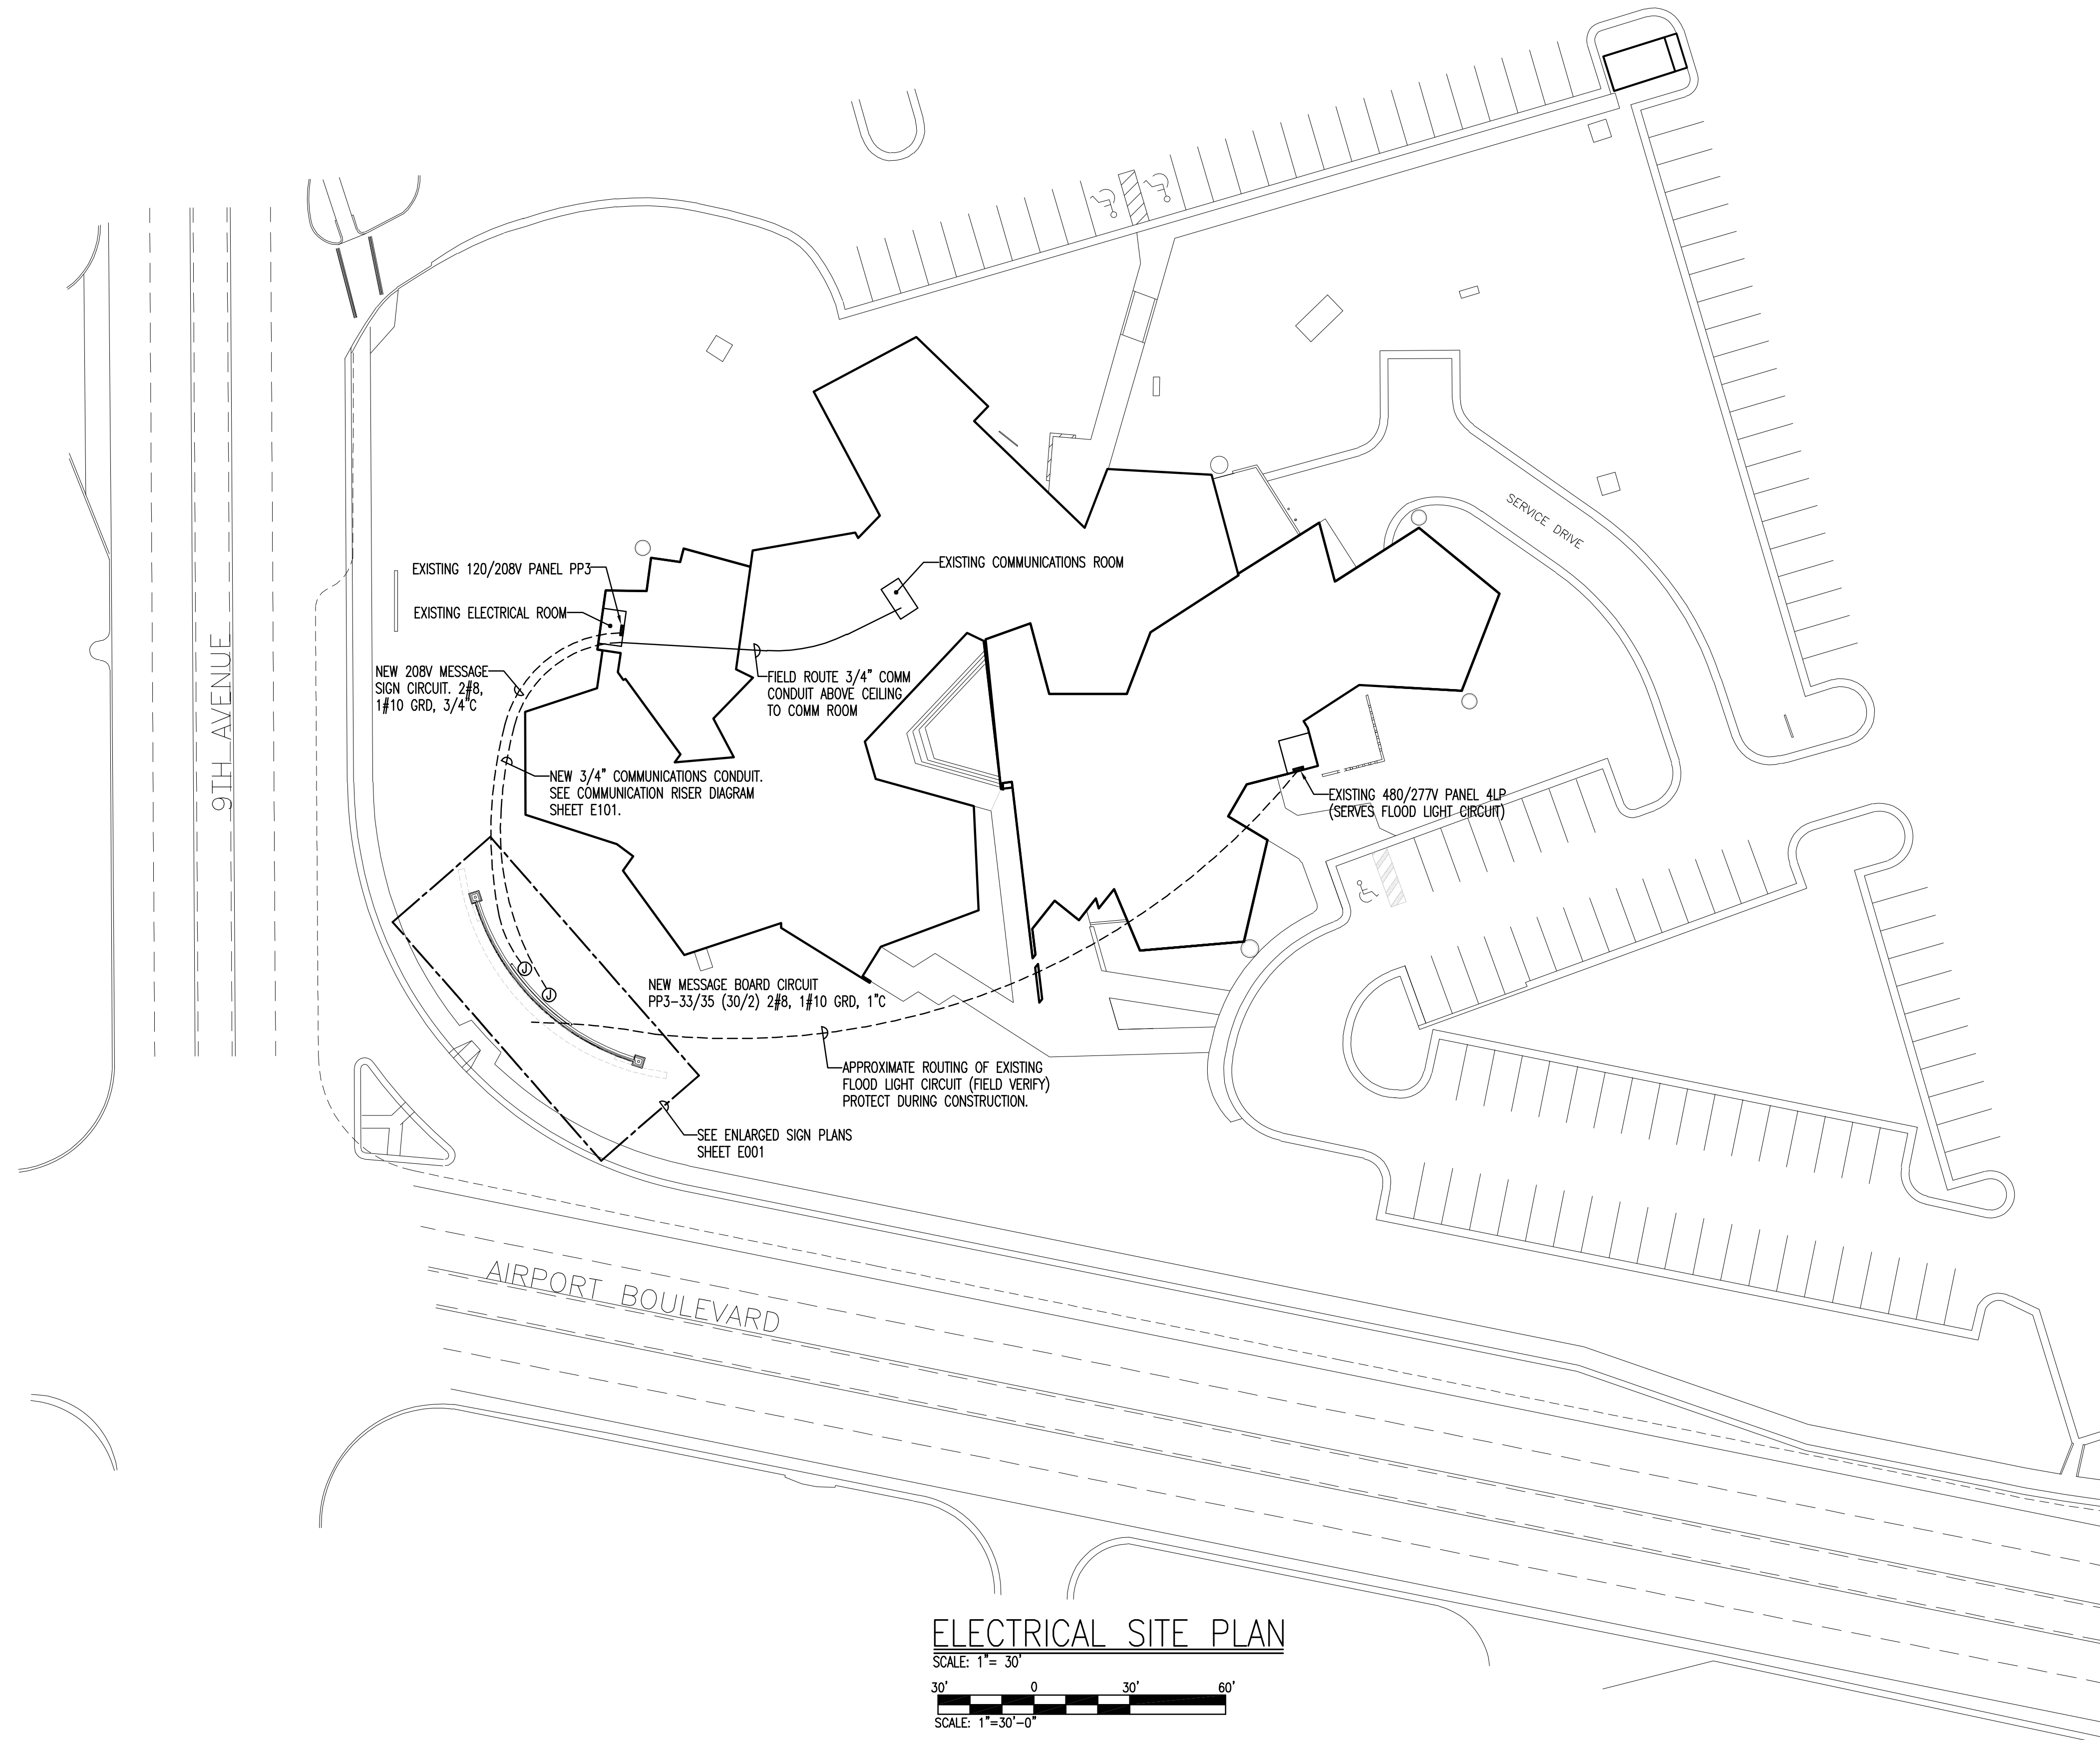 SERVICE DRIVE
EXISTING 120/208V PANEL PP3
EXISTING COMMUNICATIONS ROOM
EXISTING ELECTRICAL ROOM
9TH AVENUE
NEW 208V MESSAGE
SIGN CIRCUIT. 2#8,
1#10 GRD, 3/4"C
FIELD ROUTE 3/4" COMM
CONDUIT ABOVE CEILING
TO COMM ROOM
NEW 3/4" COMMUNICATIONS CONDUIT.
SEE COMMUNICATION RISER DIAGRAM
SHEET E101.
EXISTING 480/277V PANEL 4LP
(SERVES FLOOD LIGHT CIRCUIT)
J
J
NEW MESSAGE BOARD CIRCUIT
PP3-33/35 (30/2) 2#8, 1#10 GRD, 1"C
APPROXIMATE ROUTING OF EXISTING
FLOOD LIGHT CIRCUIT (FIELD VERIFY)
PROTECT DURING CONSTRUCTION.
SEE ENLARGED SIGN PLANS
SHEET E001
AIRPORT BOULEVARD
ELECTRICAL SITE PLAN
SCALE: 1"= 30'
30' 0 30' 60'
SCALE: 1"=30'-0"